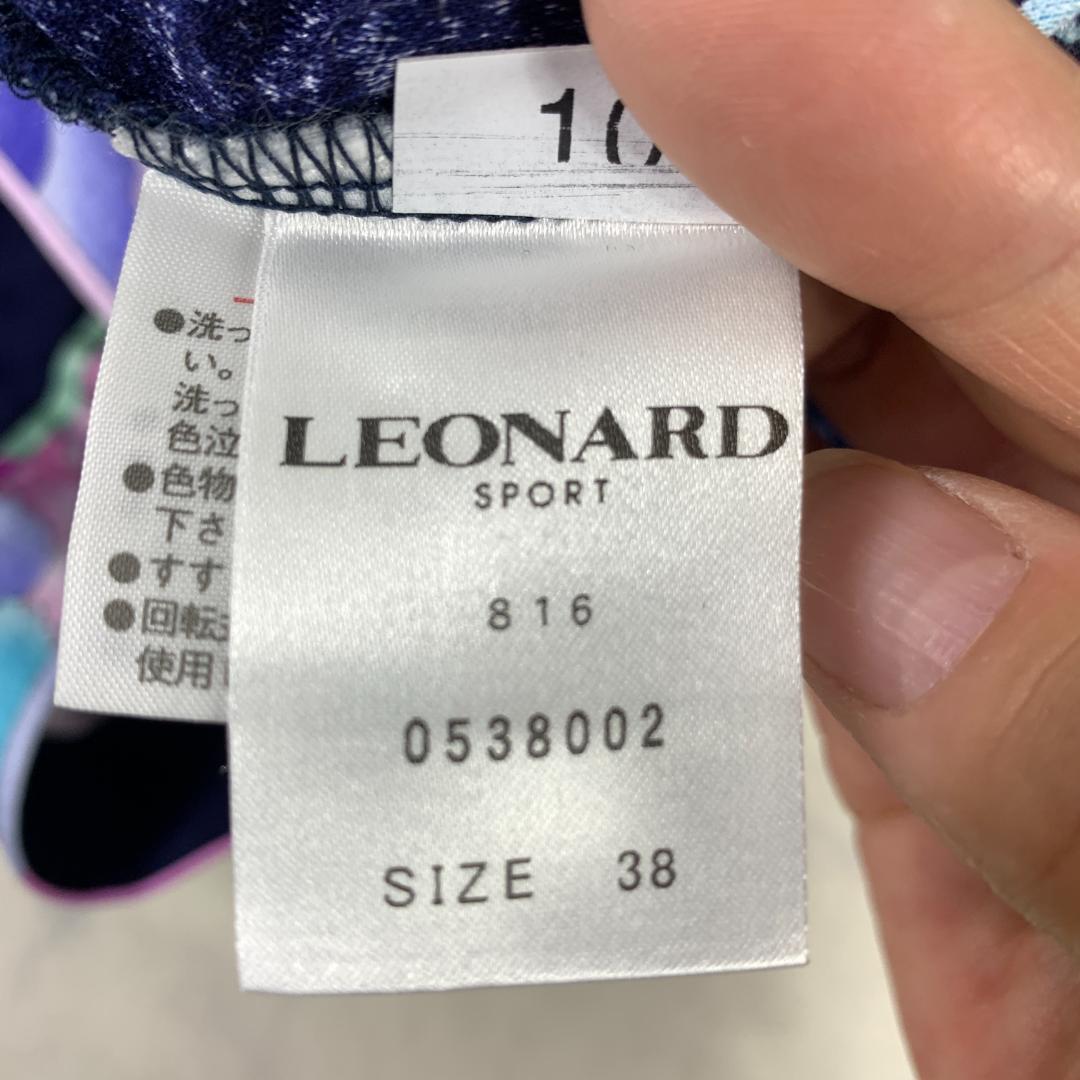 ●洗っ
い。
洗っ
色泣
●色物
下さ
●すす
●回転
使用
LEONARD
SPORT
816
0538002
SIZE 38